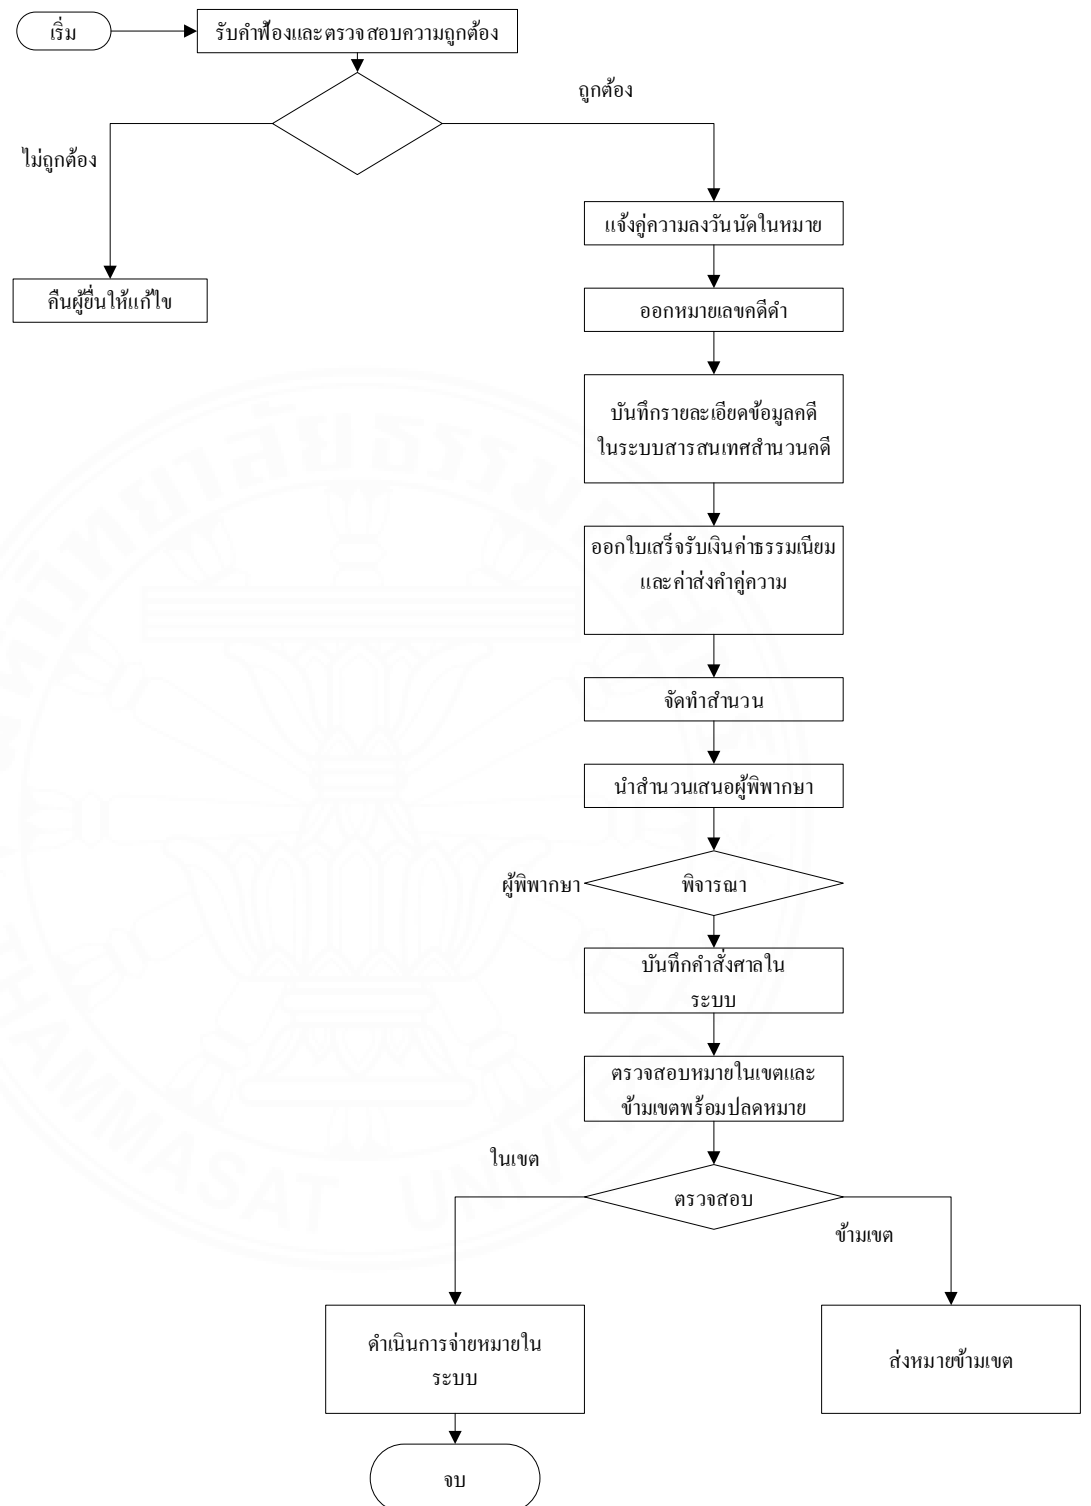 เริ่ม
รับคำฟ้องและตรวจสอบความถูกต้อง
ถูกต้อง
ไม่ถูกต้อง
แจ้งคู่ความลงวันนัดในหมาย
คืนผู้ยื่นให้แก้ไข
ออกหมายเลขคดีดำ
บันทึกรายละเอียดข้อมูลคดี
ในระบบสารสนเทศสำนวนคดี
ออกใบเสร็จรับเงินค่าธรรมเนียม
และค่าส่งคำคู่ความ
จัดทำสำนวน
นำสำนวนเสนอผู้พิพากษา
ผู้พิพากษา
พิจารณา
บันทึกคำสั่งศาลใน
ระบบ
ตรวจสอบหมายในเขตและ
ข้ามเขตพร้อมปลดหมาย
ในเขต
ตรวจสอบ
ข้ามเขต
ดำเนินการจ่ายหมายใน
ระบบ
ส่งหมายข้ามเขต
จบ
THAMMASAT UNIVE